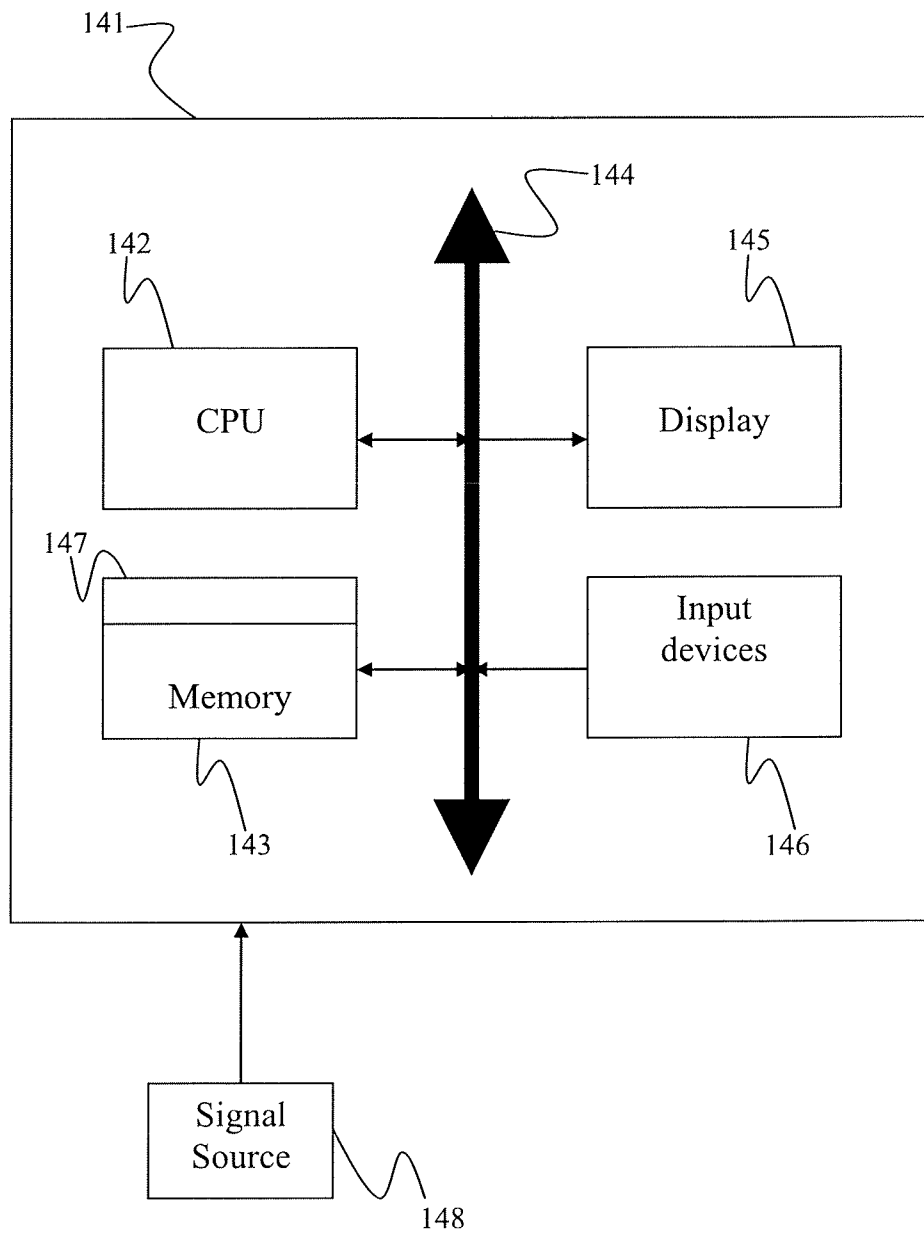 141
144
142
145
CPU
Display
147
Input
devices
Memory
143
146
Signal
Source
148